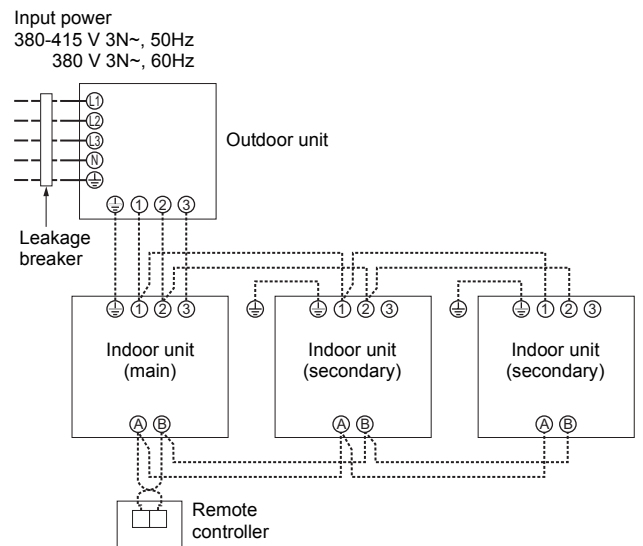 Input power
380-415 V 3N~, 50Hz
380 V 3N~, 60Hz
L1
L2
L3
N
Outdoor unit
1 2 3
Leakage
breaker
1 2 3
1 2 3
1 2 3
Indoor unit
(main)
Indoor unit
(secondary)
Indoor unit
(secondary)
A B
A B
A B
Remote
controller